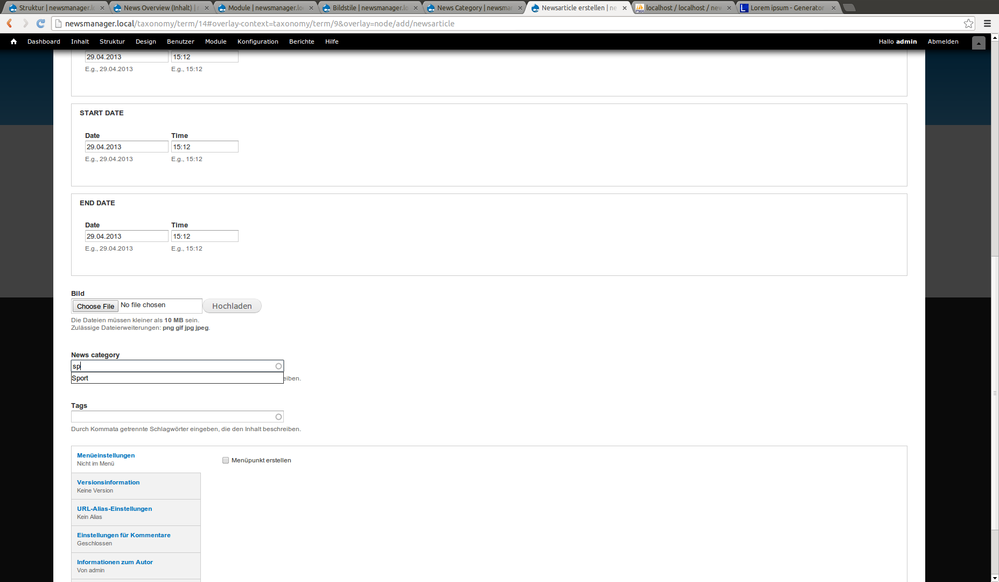 Struktur | newsmanager.lo
News Overview (Inhalt) |
Module | newsmanager.lo
Bildstile | newsmanager.lo
News Category | newsma
Newsarticle erstellen | ne
localhost / localhost / new
Lorem ipsum - Generator
newsmanager.local/taxonomy/term/14#overlay-context=taxonomy/term/9&overlay=node/add/newsarticle
Dashboard Inhalt Struktur Design Benutzer Module Konfiguration Berichte Hilfe Hallo admin Abmelden
29.04.2013 15:12
E.g., 29.04.2013 E.g., 15:12
START DATE
Date Time
29.04.2013 15:12
E.g., 29.04.2013 E.g., 15:12
END DATE
Date Time
29.04.2013 15:12
E.g., 29.04.2013 E.g., 15:12
Bild
Choose File No file chosen Hochladen
Die Dateien müssen kleiner als 10 MB sein.
Zulässige Dateierweiterungen: png gif jpg jpeg.
News category
sp
Sport eiben.
Tags
Durch Kommata getrennte Schlagwörter eingeben, die den Inhalt beschreiben.
Menüeinstellungen
Nicht im Menü
Menüpunkt erstellen
Versionsinformation
Keine Version
URL-Alias-Einstellungen
Kein Alias
Einstellungen für Kommentare
Geschlossen
Informationen zum Autor
Von admin